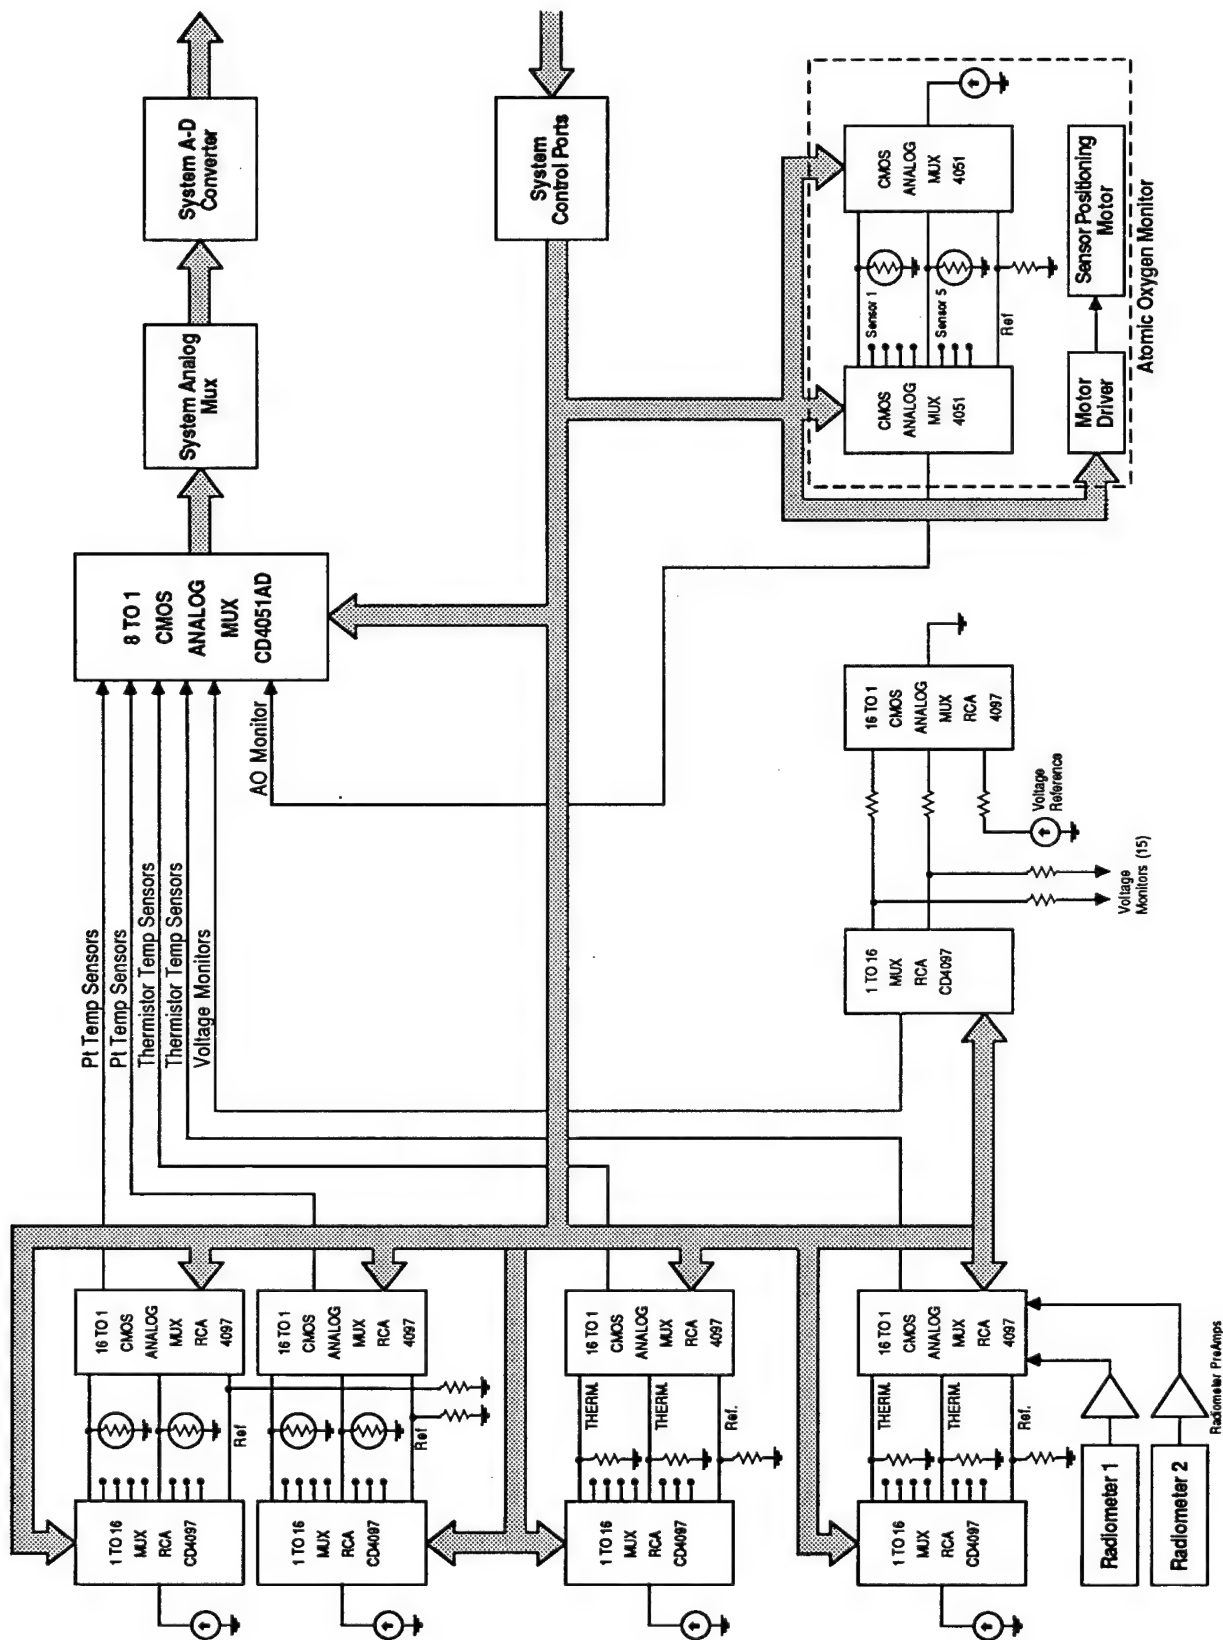 System A-D
Converter
System Analog
Mux
8 TO 1
CMOS
ANALOG
MUX
CD4051AD
System
Control Ports
Pt Temp Sensors
Pt Temp Sensors
Thermistor Temp Sensors
Thermistor Temp Sensors
Voltage Monitors
AO Monitor
CMOS
ANALOG
MUX
4051
Sensor 1
Sensor 5
Ref
CMOS
ANALOG
MUX
4051
Sensor Positioning
Motor
Motor
Driver
Atomic Oxygen Monitor
16 TO 1
CMOS
ANALOG
MUX
RCA
4097
Voltage
Reference
Voltage
Monitors (15)
1 TO 16
MUX
RCA
CD4097
16 TO 1
CMOS
ANALOG
MUX
RCA
4097
Ref
1 TO 16
MUX
RCA
CD4097
16 TO 1
CMOS
ANALOG
MUX
RCA
4097
Ref
1 TO 16
MUX
RCA
CD4097
16 TO 1
CMOS
ANALOG
MUX
RCA
4097
THERM.
THERM.
Ref.
1 TO 16
MUX
RCA
CD4097
16 TO 1
CMOS
ANALOG
MUX
RCA
4097
THERM.
THERM.
Ref.
1 TO 16
MUX
RCA
CD4097
Radiometer PreAmps
Radiometer 1
Radiometer 2